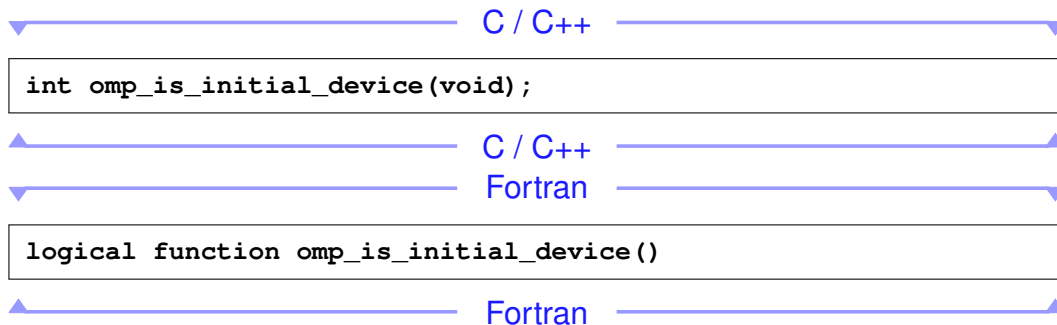 C / C++
int omp_is_initial_device(void);
C / C++
Fortran
logical function omp_is_initial_device()
Fortran